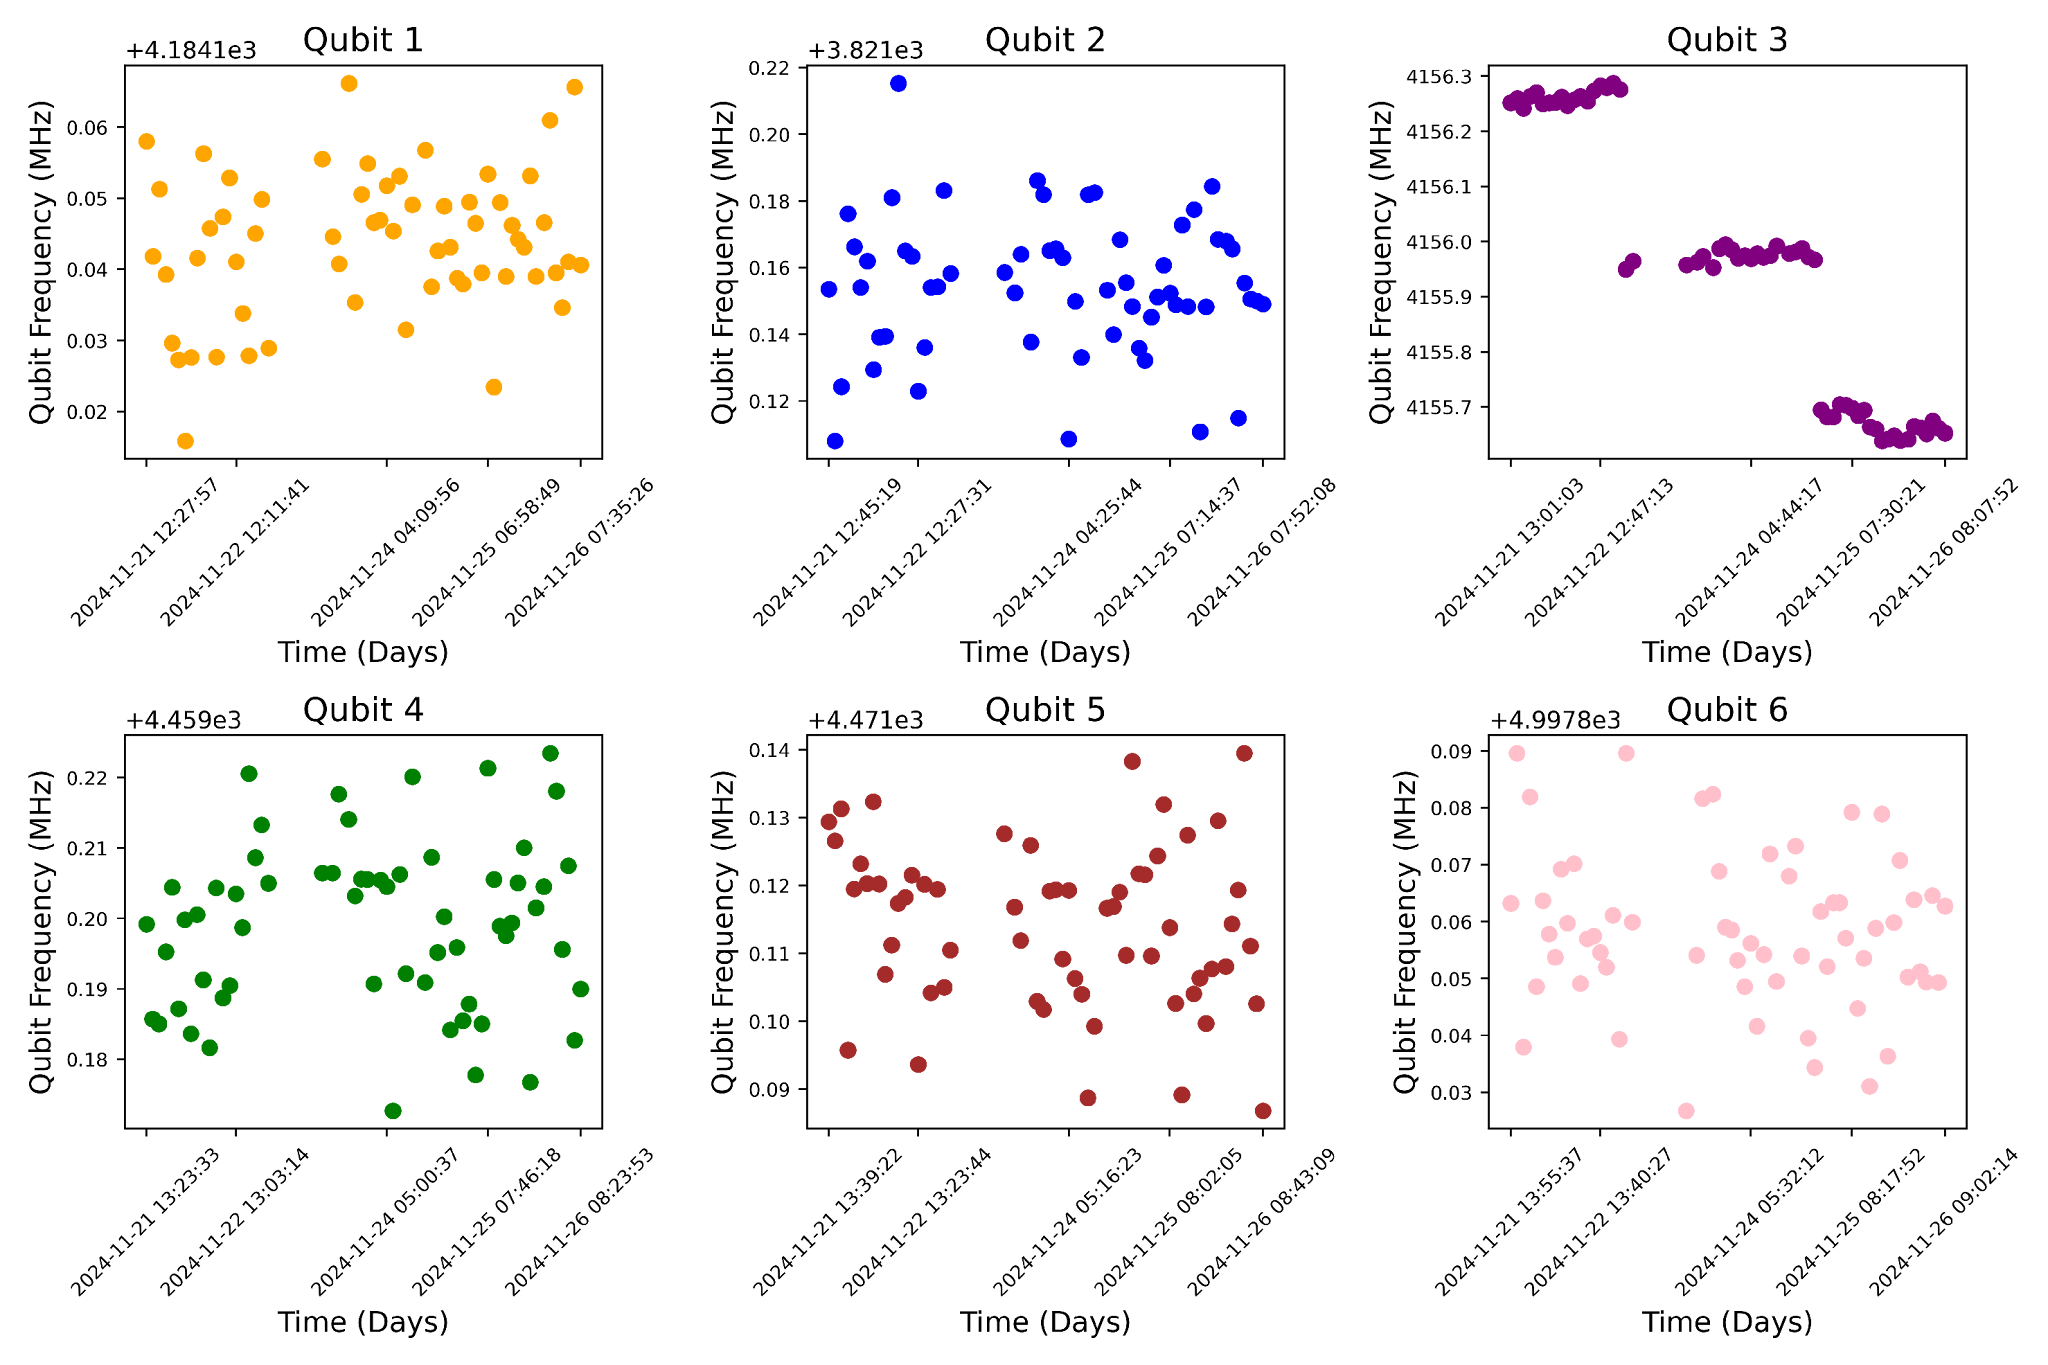 Qubit 1
+4.1841e3
Qubit Frequency (MHz)
0.06
0.05
0.04
0.03
0.02
2024-11-21 12:27:57
2024-11-22 12:11:41
2024-11-24 04:09:56
2024-11-25 06:58:49
2024-11-26 07:35:26
Time (Days)
Qubit 2
+3.821e3
Qubit Frequency (MHz)
0.22
0.20
0.18
0.16
0.14
0.12
2024-11-21 12:45:19
2024-11-22 12:27:31
2024-11-24 04:25:44
2024-11-25 07:14:37
2024-11-26 07:52:08
Time (Days)
Qubit 3
Qubit Frequency (MHz)
4156.3
4156.2
4156.1
4156.0
4155.9
4155.8
4155.7
2024-11-21 13:01:03
2024-11-22 12:47:13
2024-11-24 04:44:17
2024-11-25 07:30:21
2024-11-26 08:07:52
Time (Days)
Qubit 4
+4.459e3
Qubit Frequency (MHz)
0.22
0.21
0.20
0.19
0.18
2024-11-21 13:23:33
2024-11-22 13:03:14
2024-11-24 05:00:37
2024-11-25 07:46:18
2024-11-26 08:23:53
Time (Days)
Qubit 5
+4.471e3
Qubit Frequency (MHz)
0.14
0.13
0.12
0.11
0.10
0.09
2024-11-21 13:39:22
2024-11-22 13:23:44
2024-11-24 05:16:23
2024-11-25 08:02:05
2024-11-26 08:43:09
Time (Days)
Qubit 6
+4.9978e3
Qubit Frequency (MHz)
0.09
0.08
0.07
0.06
0.05
0.04
0.03
2024-11-21 13:55:37
2024-11-22 13:40:27
2024-11-24 05:32:12
2024-11-25 08:17:52
2024-11-26 09:02:14
Time (Days)